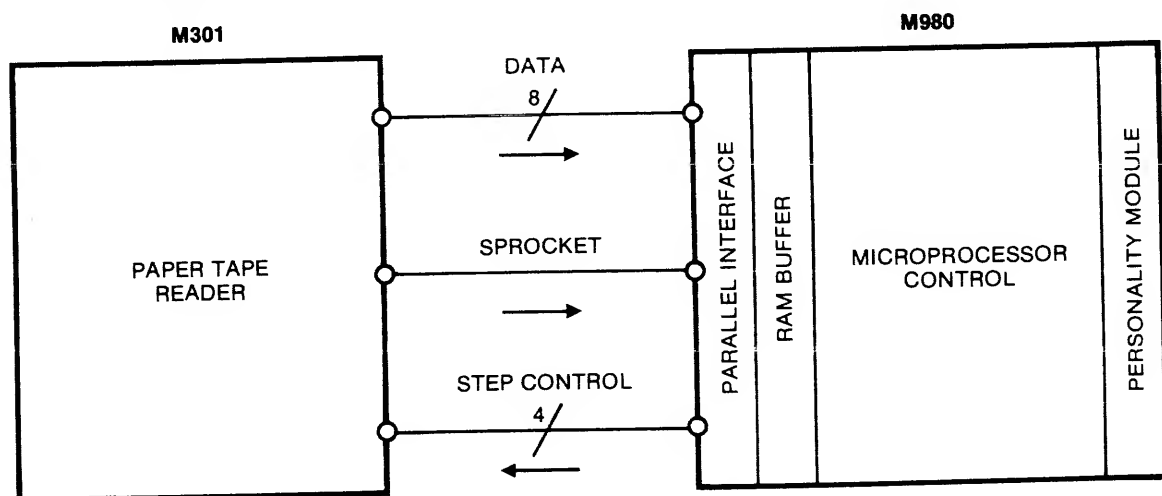 M301
M980
DATA
8
SPROCKET
STEP CONTROL
4
PAPER TAPE
READER
PARALLEL INTERFACE
RAM BUFFER
MICROPROCESSOR
CONTROL
PERSONALITY MODULE